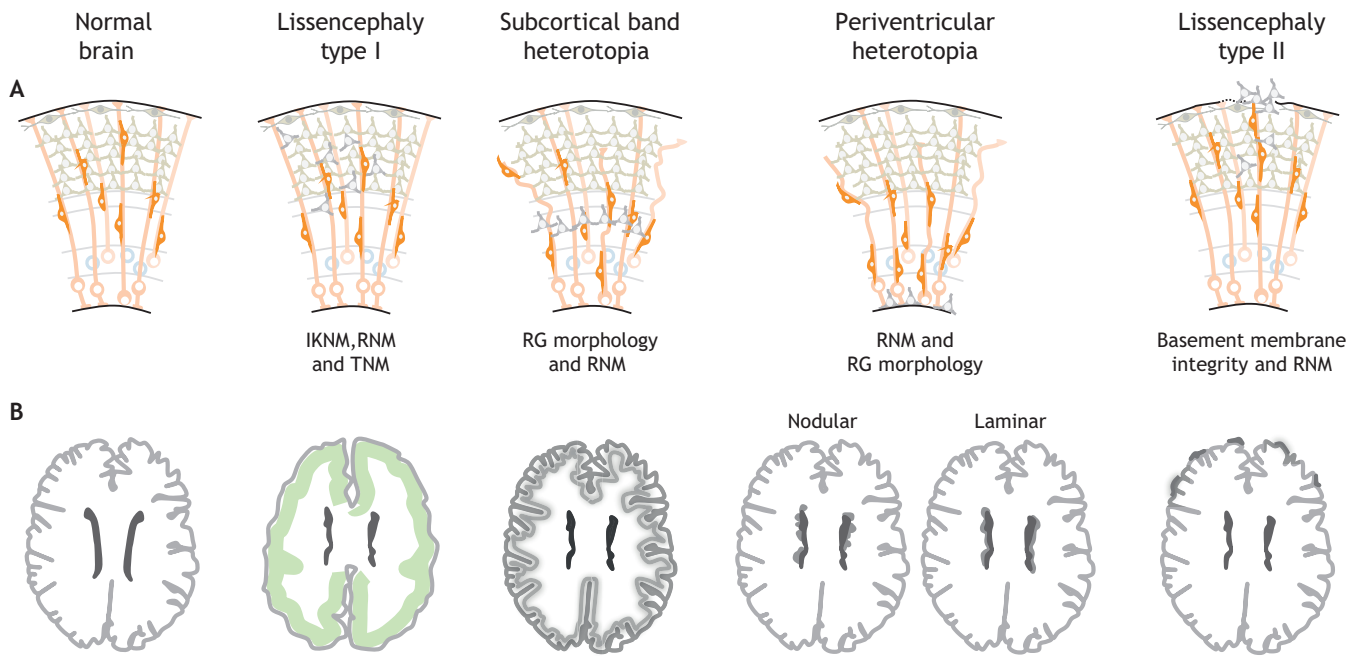 Normal
brain
Lissencephaly
type I
Subcortical band
heterotopia
Periventricular
heterotopia
Lissencephaly
type II
A
IKNM,RNM
and TNM
RG morphology
and RNM
RNM and
RG morphology
Basement membrane
integrity and RNM
B
Nodular
Laminar